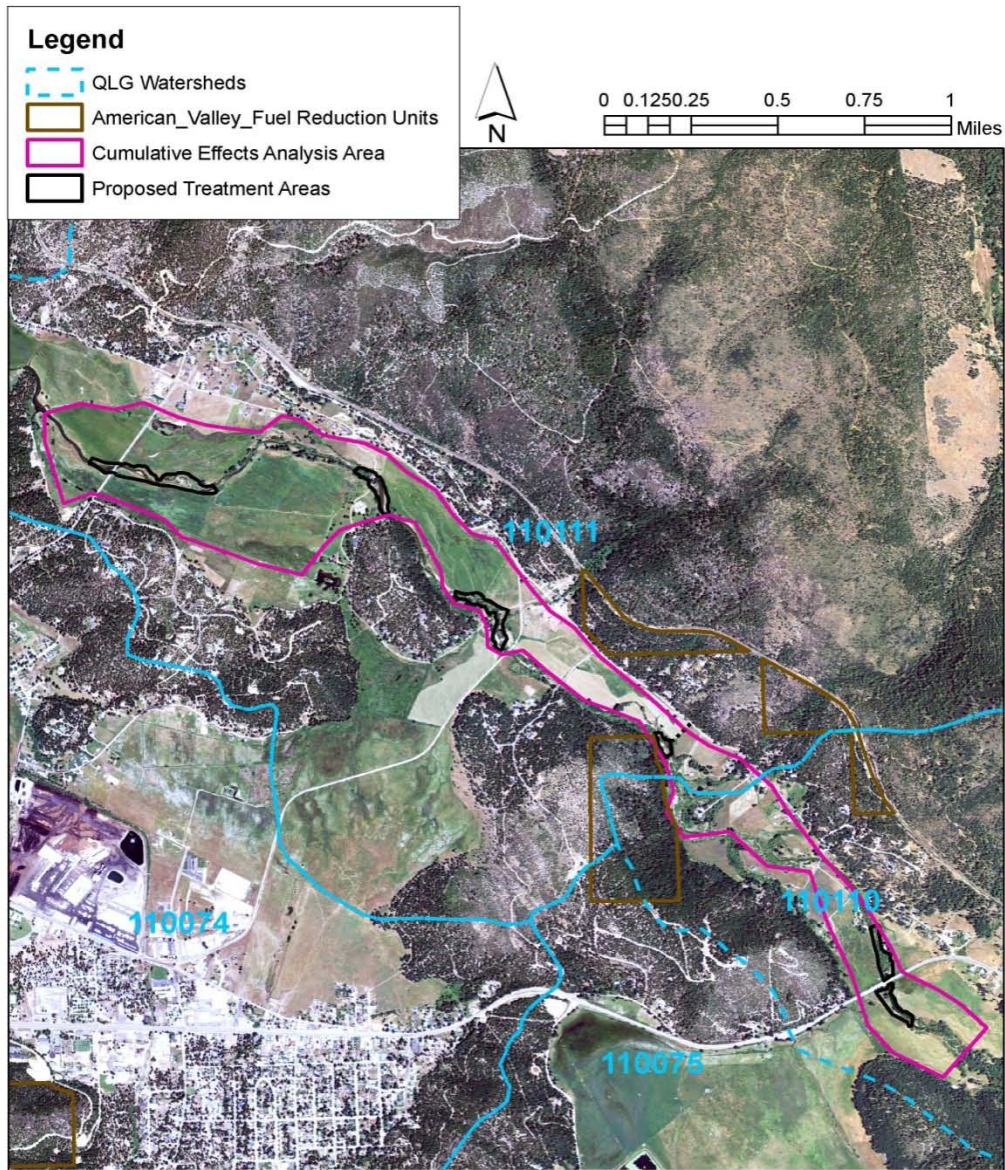 Legend
QLG Watersheds
American_Valley_Fuel Reduction Units
Cumulative Effects Analysis Area
Proposed Treatment Areas
N
0 0.1250.25 0.5 0.75 1
Miles
110111
110074
110110
110075